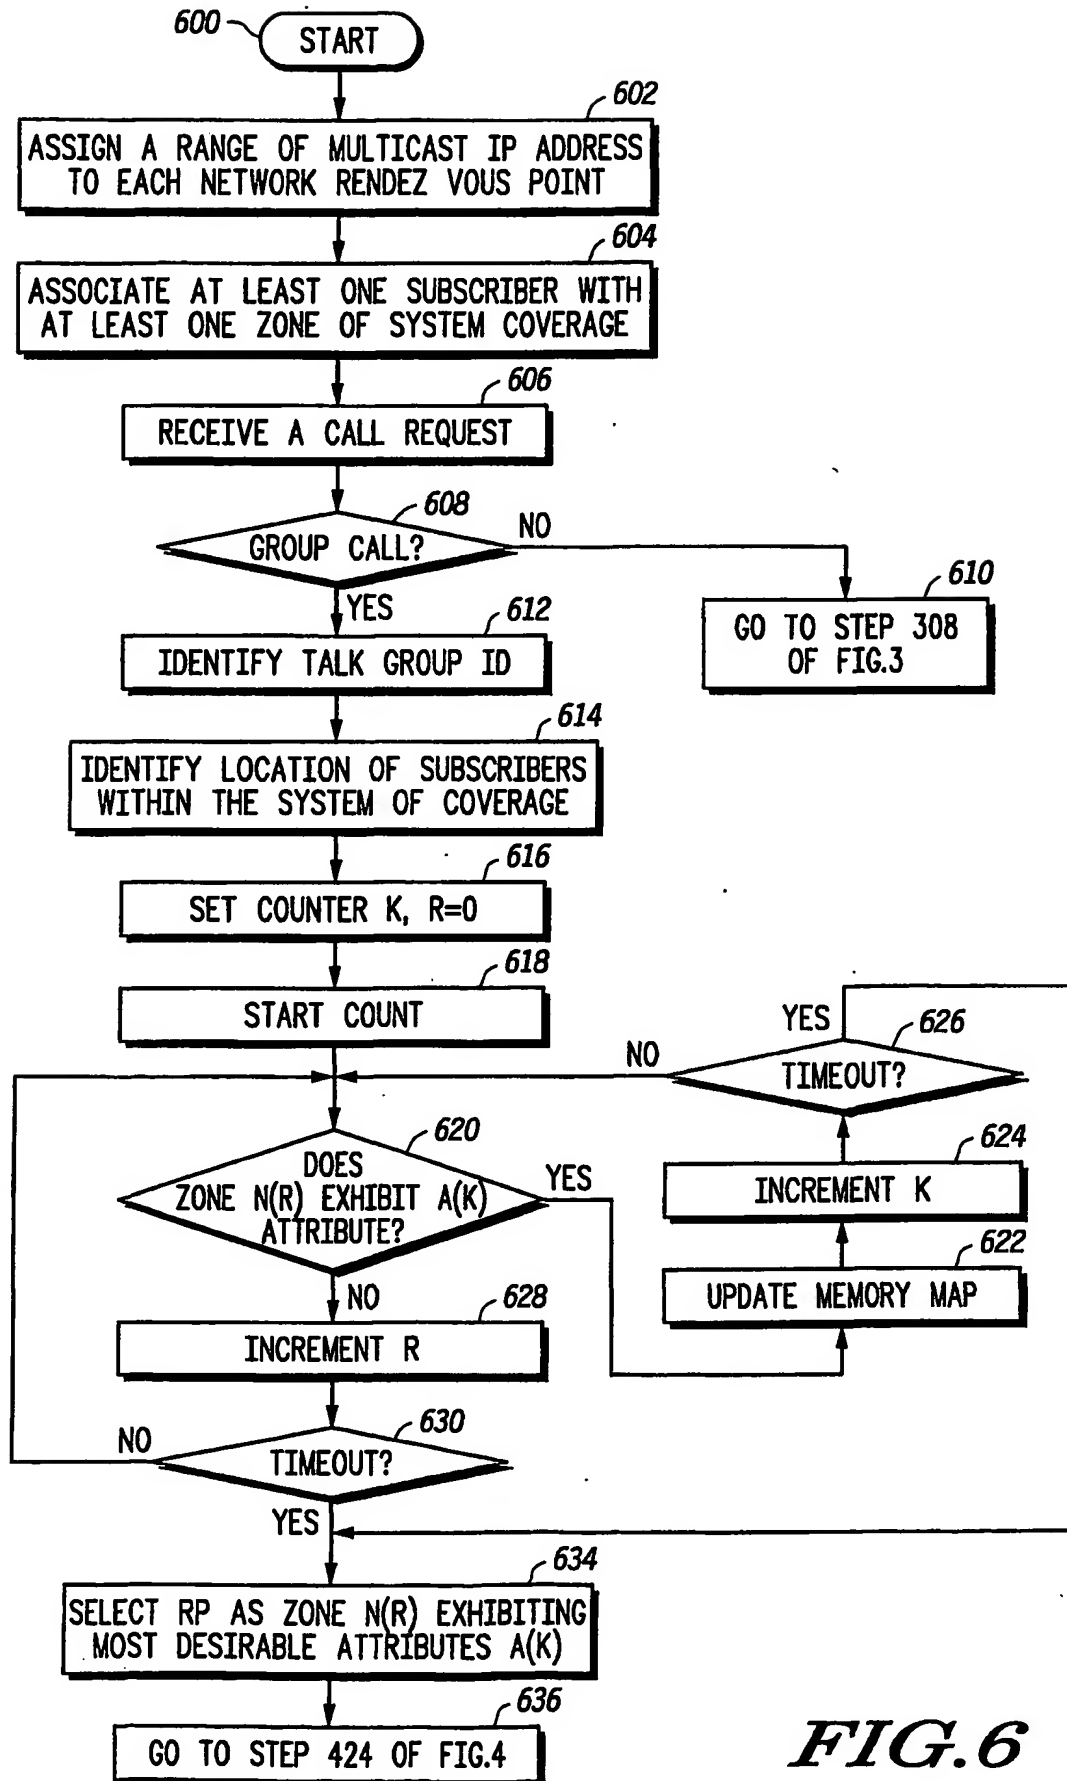 600
START
602
ASSIGN A RANGE OF MULTICAST IP ADDRESS
TO EACH NETWORK RENDEZ VOUS POINT
604
ASSOCIATE AT LEAST ONE SUBSCRIBER WITH
AT LEAST ONE ZONE OF SYSTEM COVERAGE
606
RECEIVE A CALL REQUEST
608
GROUP CALL?
NO
610
GO TO STEP 308
OF FIG.3
YES
612
IDENTIFY TALK GROUP ID
614
IDENTIFY LOCATION OF SUBSCRIBERS
WITHIN THE SYSTEM OF COVERAGE
616
SET COUNTER K, R=0
618
START COUNT
YES
626
TIMEOUT?
NO
620
DOES
ZONE N(R) EXHIBIT A(K)
ATTRIBUTE?
YES
624
INCREMENT K
622
UPDATE MEMORY MAP
NO
628
INCREMENT R
630
TIMEOUT?
NO
YES
634
SELECT RP AS ZONE N(R) EXHIBITING
MOST DESIRABLE ATTRIBUTES A(K)
636
GO TO STEP 424 OF FIG.4
FIG.6